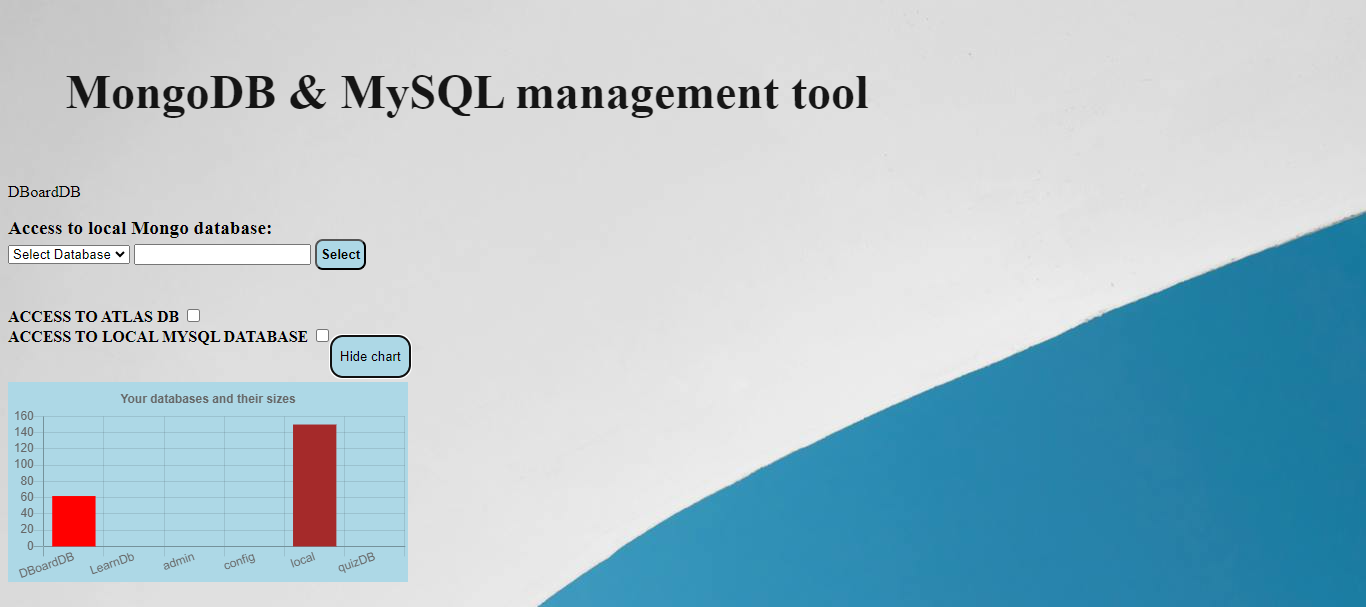 MongoDB & MySQL management tool
DBoardDB
Access to local Mongo database:
Select Database Select
ACCESS TO ATLAS DB
ACCESS TO LOCAL MYSQL DATABASE
Hide chart
Your databases and their sizes
160
140
120
100
80
60
40
20
0
DBoardDB LearnDb admin config local quizDB